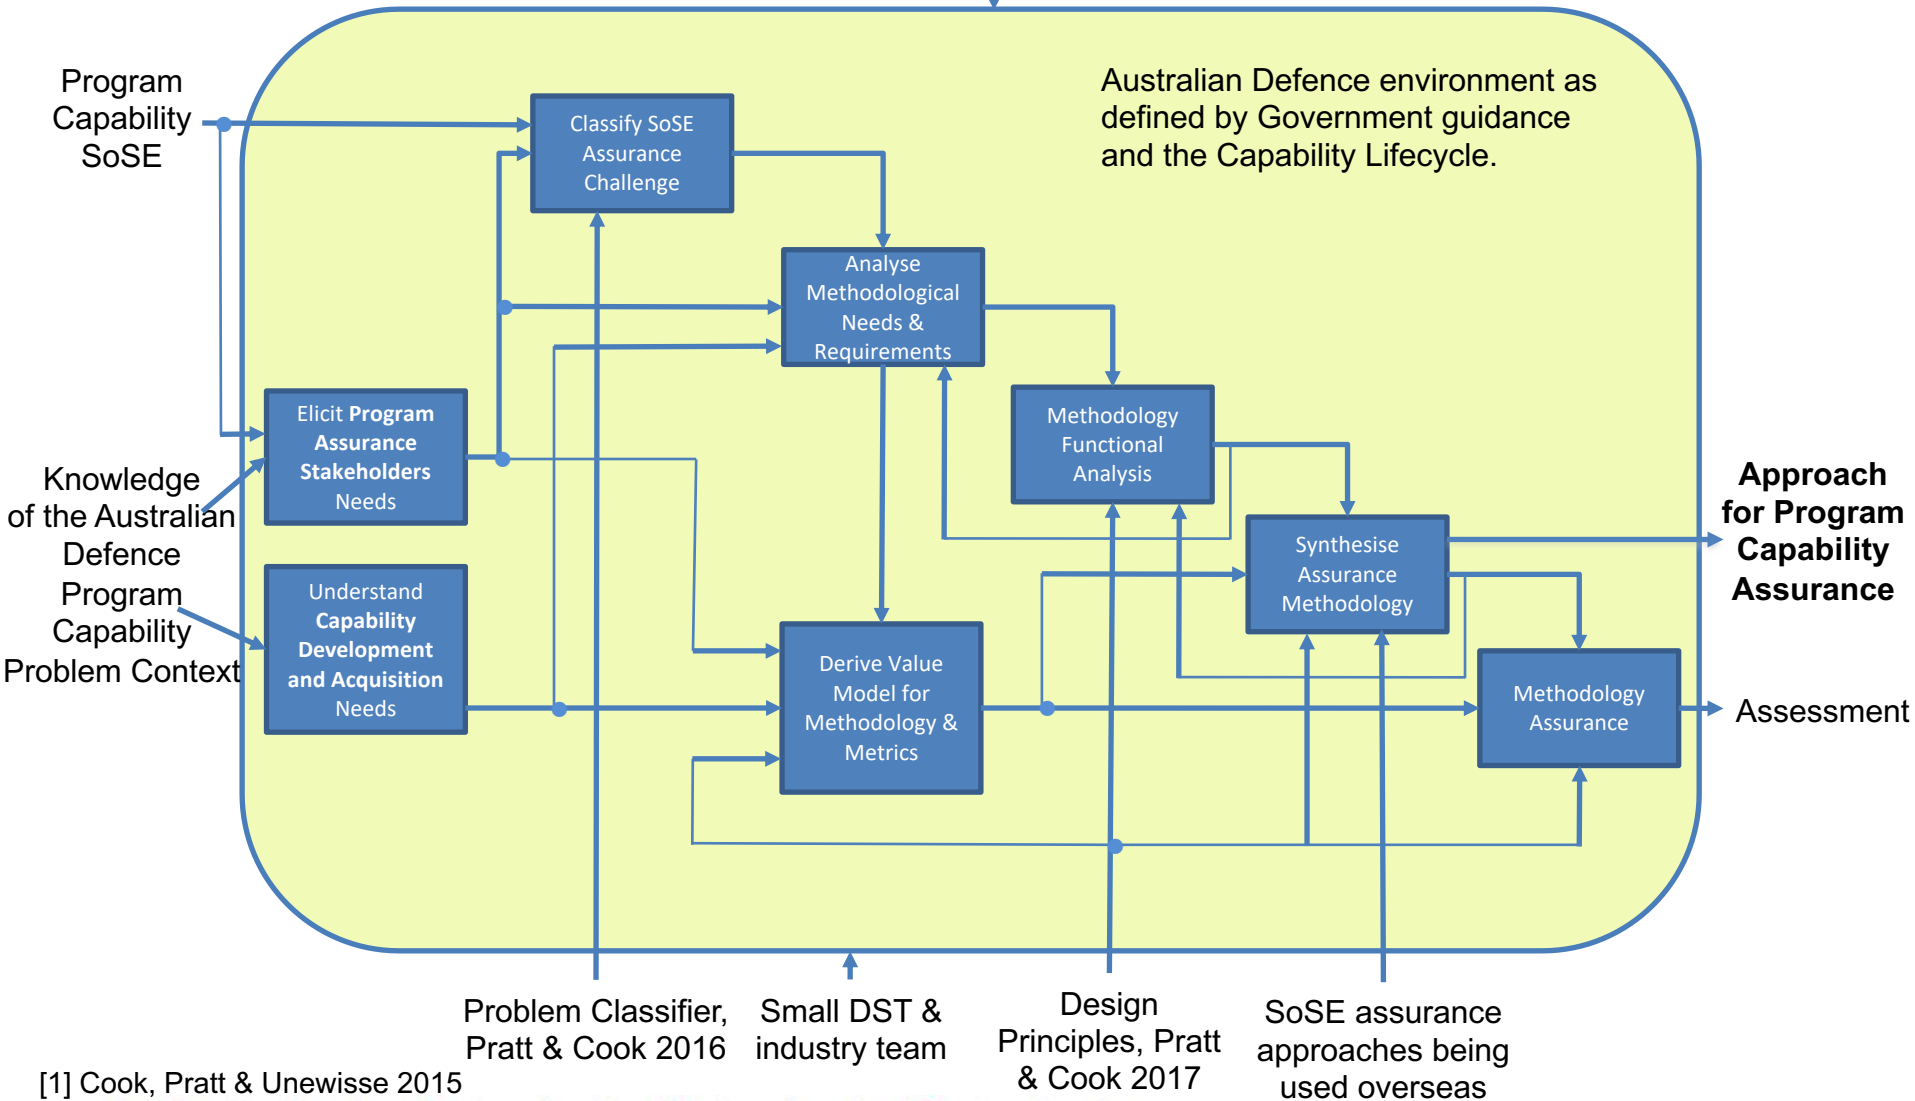 Program
Capability
SoSE
Australian Defence environment as
defined by Government guidance
and the Capability Lifecycle.
Classify SoSE
Assurance
Challenge
Analyse
Methodological
Needs &
Requirements
Elicit Program
Assurance
Stakeholders
Needs
Methodology
Functional
Analysis
Knowledge
of the Australian
Defence
Program
Capability
Problem Context
Understand
Capability
Development
and Acquisition
Needs
Synthesise
Assurance
Methodology
Approach
for Program
Capability
Assurance
Derive Value
Model for
Methodology &
Metrics
Methodology
Assurance
Assessment
Problem Classifier,
Pratt & Cook 2016
Small DST &
industry team
Design
Principles, Pratt
& Cook 2017
SoSE assurance
approaches being
used overseas
[1] Cook, Pratt & Unewisse 2015